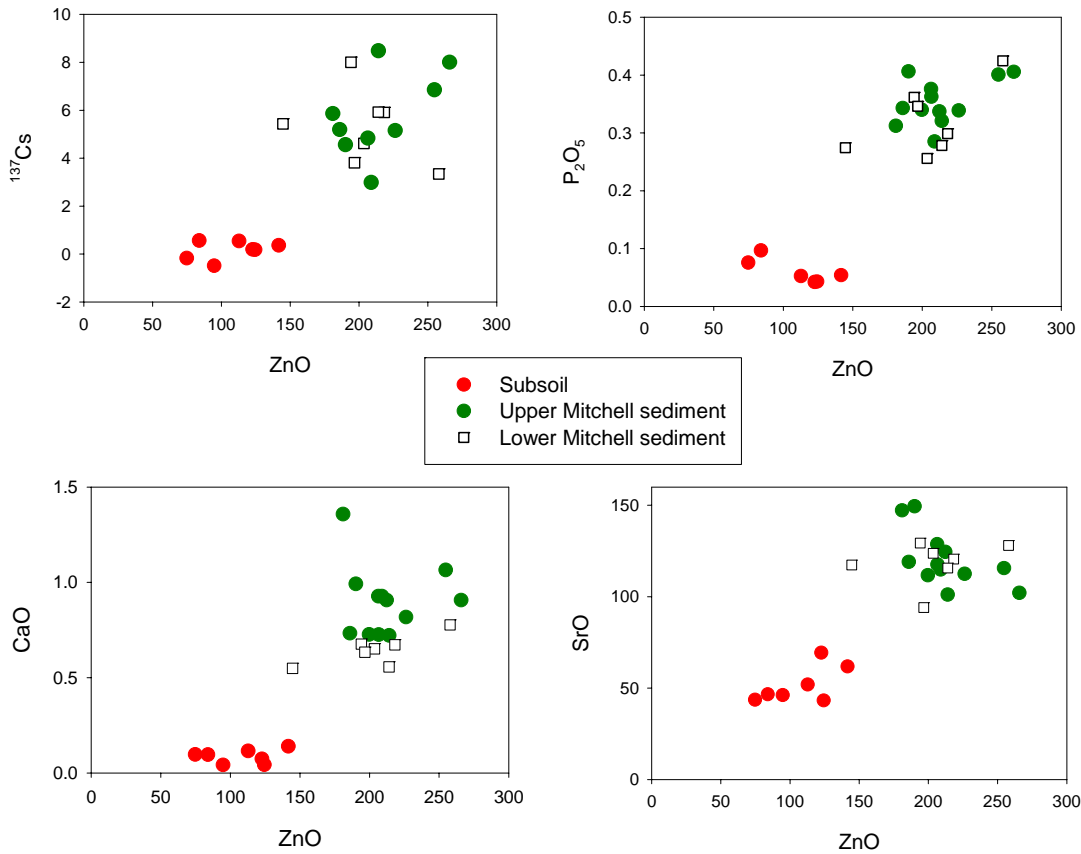 10
8
6
4
2
0
-2
¹³⁷Cs
0 50 100 150 200 250 300
ZnO
0.5
0.4
0.3
0.2
0.1
0.0
P₂O₅
0 50 100 150 200 250 300
ZnO
Subsoil
Upper Mitchell sediment
Lower Mitchell sediment
1.5
1.0
0.5
0.0
CaO
0 50 100 150 200 250 300
ZnO
150
100
50
0
SrO
0 50 100 150 200 250 300
ZnO